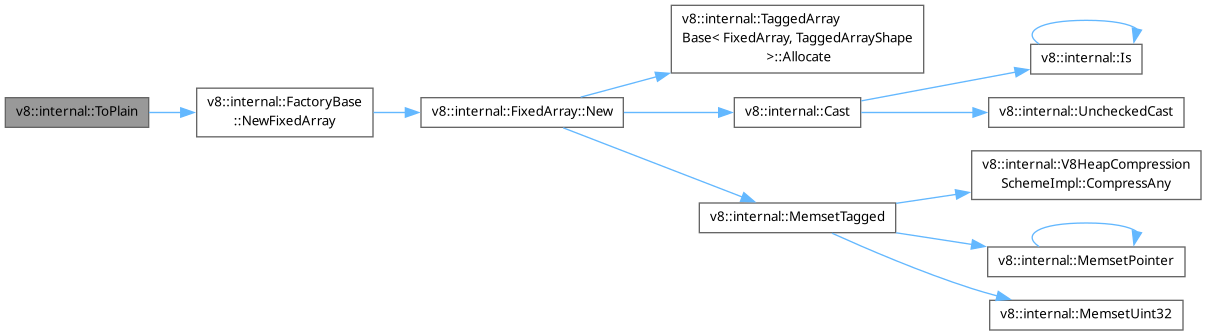 v8::internal::ToPlain
v8::internal::FactoryBase
::NewFixedArray
v8::internal::FixedArray::New
v8::internal::TaggedArray
Base< FixedArray, TaggedArrayShape
>::Allocate
v8::internal::Cast
v8::internal::Is
v8::internal::UncheckedCast
v8::internal::MemsetTagged
v8::internal::V8HeapCompression
SchemeImpl::CompressAny
v8::internal::MemsetPointer
v8::internal::MemsetUint32